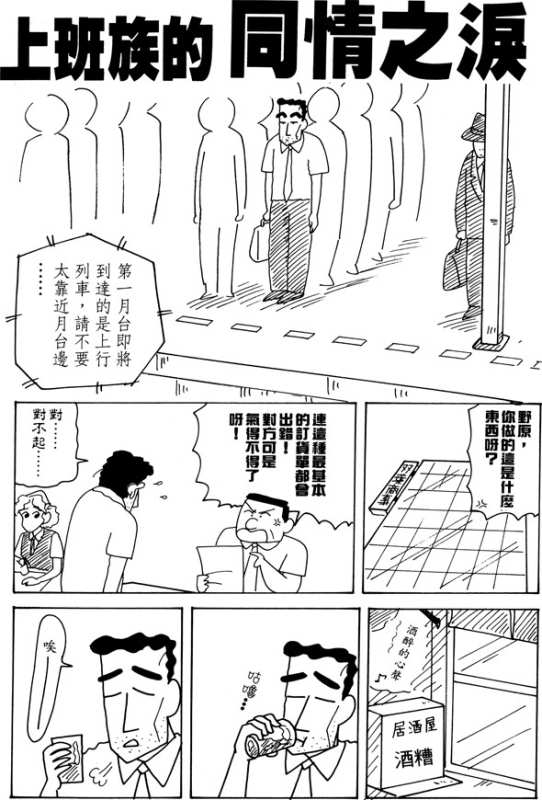 上班族的 同情之淚
第一月台即將
到達的是上行
列車，請不要
太靠近月台邊
……
野原，
你做的這是什麼
東西呀？
雙葉商事
連這種最基本
的訂貨單都會
出錯！
對方可是
氣得不得了
呀！
對……
對不起……
酒醉的心聲
♪
居酒屋
酒糟
咕嚕…
唉